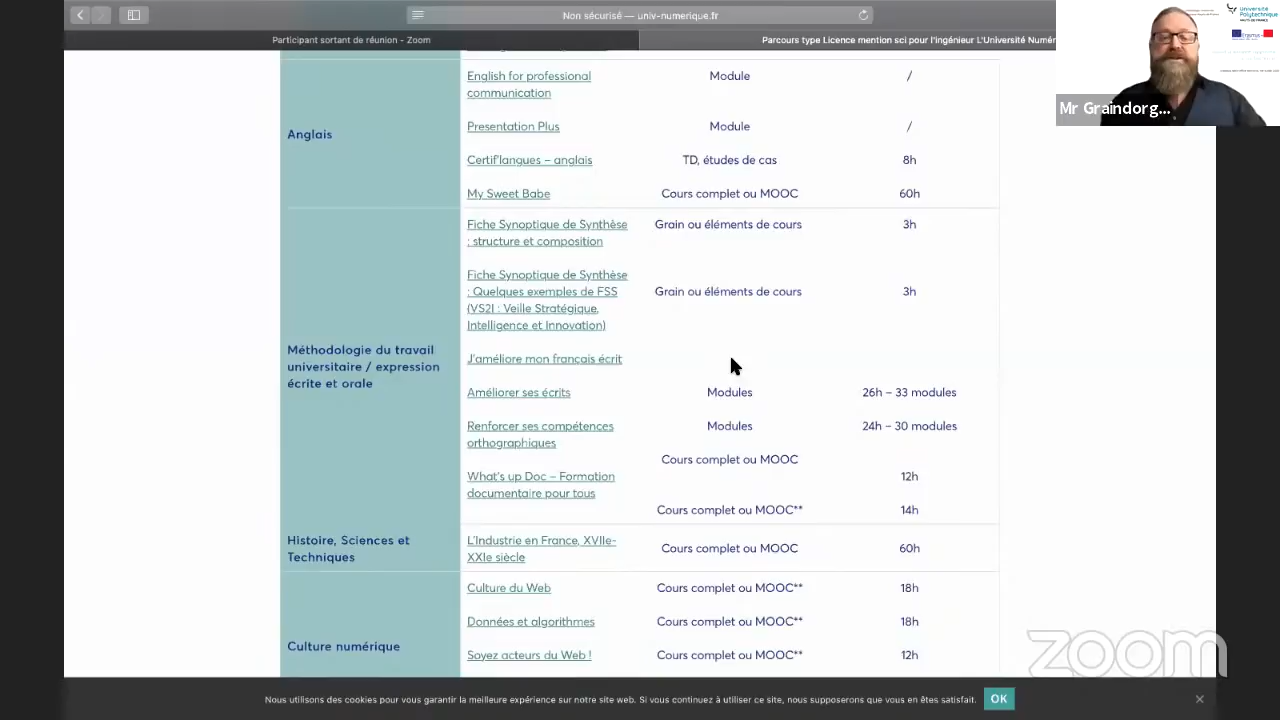 Non sécurisé — univ-numerique.fr
Participant sortant de réunion - Zoom
Parcours type Licence mention sci pour l'ingénieur L'Université Numér
Université
Polytechnique
HAUTS-DE-FRANCE
Erasmus+
Mr Graindorg...
Anglais
English for professional
communication
Module
/
Presentation Plus
Module
/
Certif'langues – anglais
TD, études de cas
8h
My Sweet Babe
Cours complet ou MOOC
60h
Méthodologie du travail
universitaire / expression
écrite et orale
Fiche Synoptique de Synthèse
: structure et composition
Grain ou éléments de cours
3h
Fiche Synoptique de Synthèse
: Quelques exemples de FSS
(VS2I : Veille Stratégique,
Intelligence et Innovation)
Grain ou éléments de cours
3h
J'améliore mon français écrit
Améliorer ses écrits
Modules
26h – 33 modules
Renforcer ses compétences
orthographiques
Modules
24h – 30 modules
Cours complet ou MOOC
What's up Doc – Formation
documentaire pour tous
12h
Cours complet ou MOOC**
14h
Histoire, Sciences et
Techniques
L'Industrie en France, XVIIe-
XXIe siècle
Cours complet ou MOOC
60h
Culture numérique
Culture du Web
Cours complet ou MOOC**
18h
Données et algorithmes
Cours complet ou MOOC**
18h
Soyez acteurs du Web !
Cours complet ou MOOC**
12h
zoom
Nous utilisons des cookies pour vous garantir la meilleure expérience sur notre site web. Si vous continuez à utiliser ce site, nous supposerons que vous en êtes satisfait.
OK